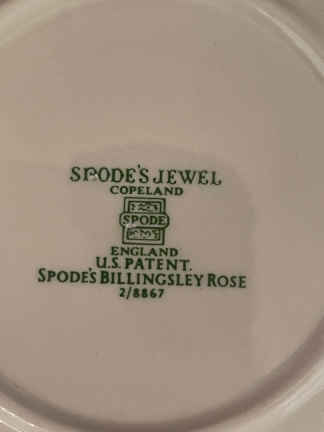 SPODE'S JEWEL
COPELAND
SPODE
ENGLAND
U.S. PATENT.
SPODE'S BILLINGSLEY ROSE
2/8867